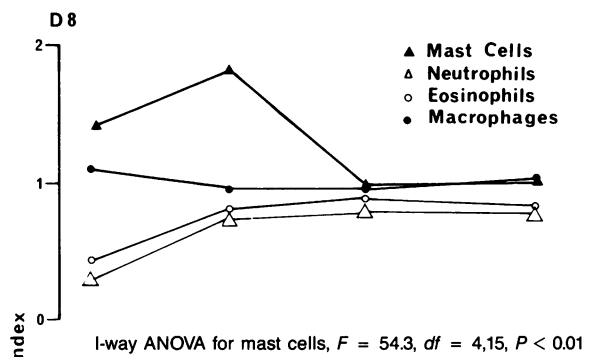 D 8
2
Mast Cells
Neutrophils
Eosinophils
Macrophages
1
0
ndex
I-way ANOVA for mast cells, F = 54.3, df = 4,15, P < 0.01